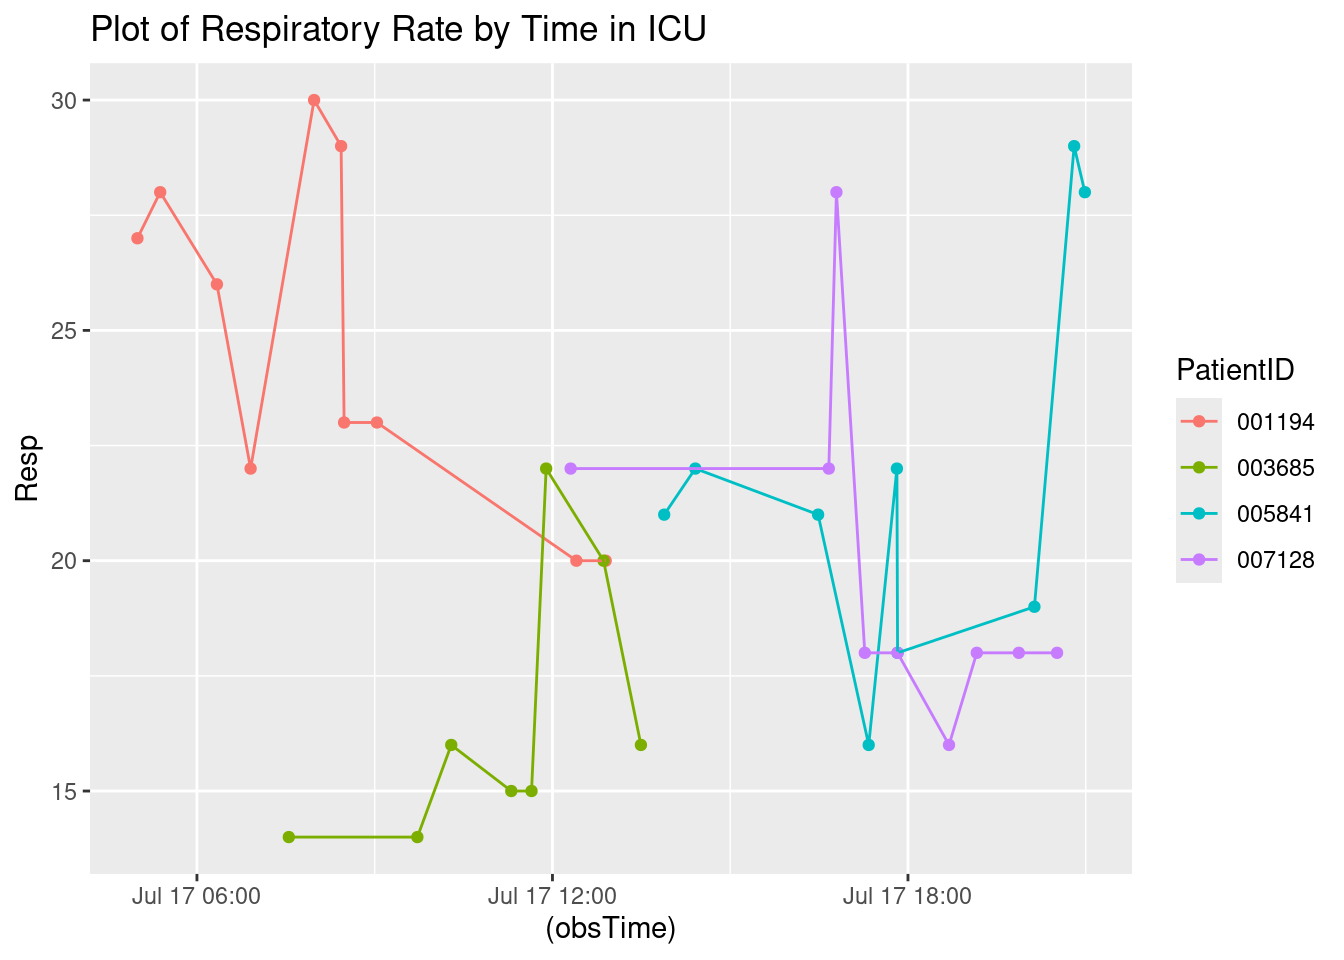 Plot of Respiratory Rate by Time in ICU
30
25
20
15
Resp
Jul 17 06:00
Jul 17 12:00
Jul 17 18:00
(obsTime)
PatientID
001194
003685
005841
007128